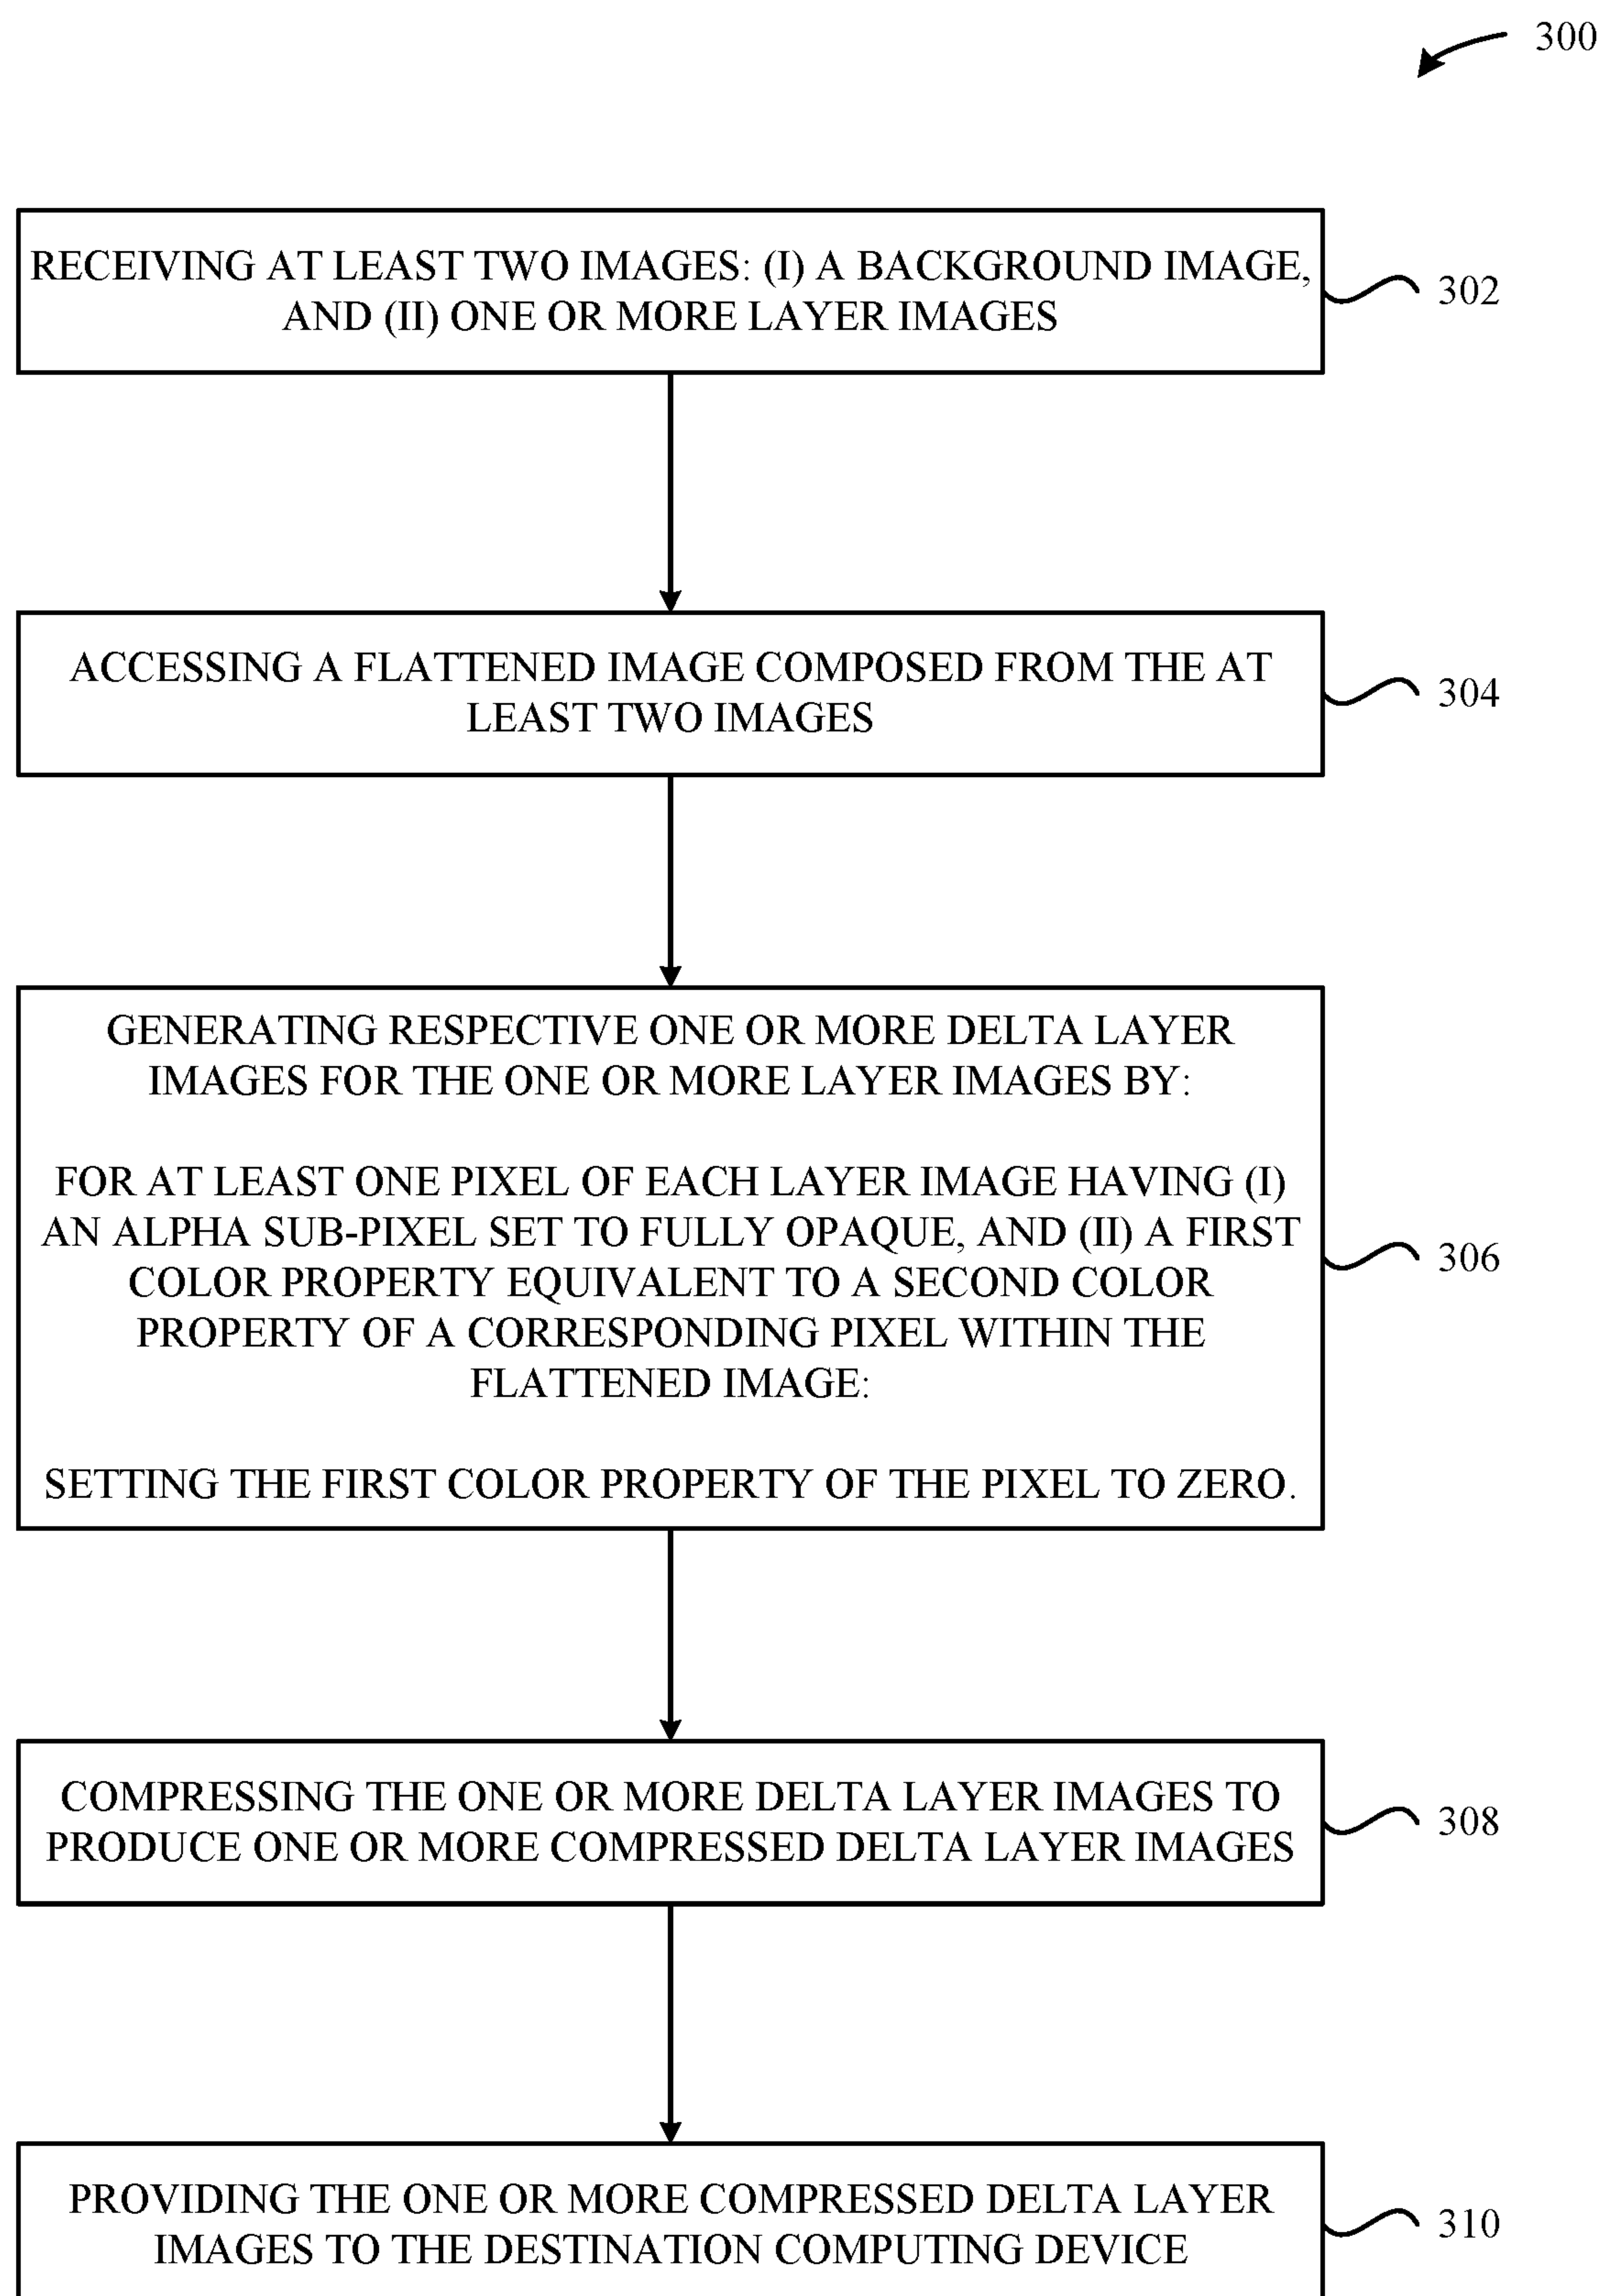 300
RECEIVING AT LEAST TWO IMAGES: (I) A BACKGROUND IMAGE,
AND (II) ONE OR MORE LAYER IMAGES
302
ACCESSING A FLATTENED IMAGE COMPOSED FROM THE AT
LEAST TWO IMAGES
304
GENERATING RESPECTIVE ONE OR MORE DELTA LAYER
IMAGES FOR THE ONE OR MORE LAYER IMAGES BY:
FOR AT LEAST ONE PIXEL OF EACH LAYER IMAGE HAVING (I)
AN ALPHA SUB-PIXEL SET TO FULLY OPAQUE, AND (II) A FIRST
COLOR PROPERTY EQUIVALENT TO A SECOND COLOR
PROPERTY OF A CORRESPONDING PIXEL WITHIN THE
FLATTENED IMAGE:
SETTING THE FIRST COLOR PROPERTY OF THE PIXEL TO ZERO.
306
COMPRESSING THE ONE OR MORE DELTA LAYER IMAGES TO
PRODUCE ONE OR MORE COMPRESSED DELTA LAYER IMAGES
308
PROVIDING THE ONE OR MORE COMPRESSED DELTA LAYER
IMAGES TO THE DESTINATION COMPUTING DEVICE
310